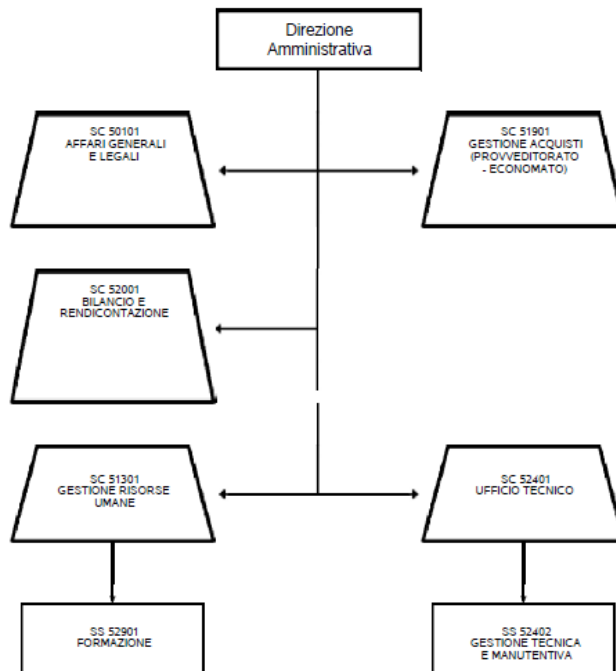 Direzione
Amministrativa
SC 50101
AFFARI GENERALI
E LEGALI
SC 51901
GESTIONE ACQUISTI
(PROVVEDITORATO
- ECONOMATO)
SC 52001
BILANCIO E
RENDICONTAZIONE
SC 51301
GESTIONE RISORSE
UMANE
SC 52401
UFFICIO TECNICO
SS 52901
FORMAZIONE
SS 52402
GESTIONE TECNICA
E MANUTENTIVA